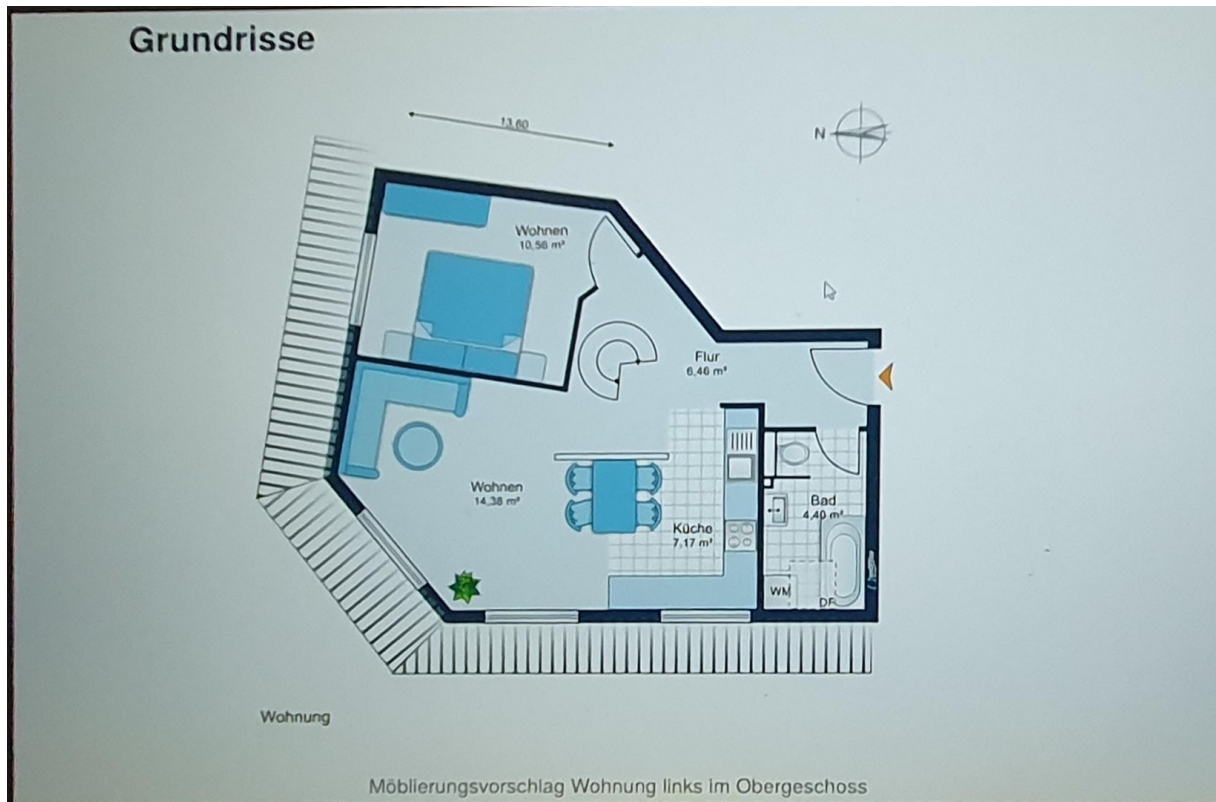 Grundrisse
13,60
N
Wohnen
10,56 m²
Flur
6,46 m²
Wohnen
14,38 m²
Küche
7,17 m²
Bad
4,40 m²
WM
DF
Wohnung
Möblierungsvorschlag Wohnung links im Obergeschoss